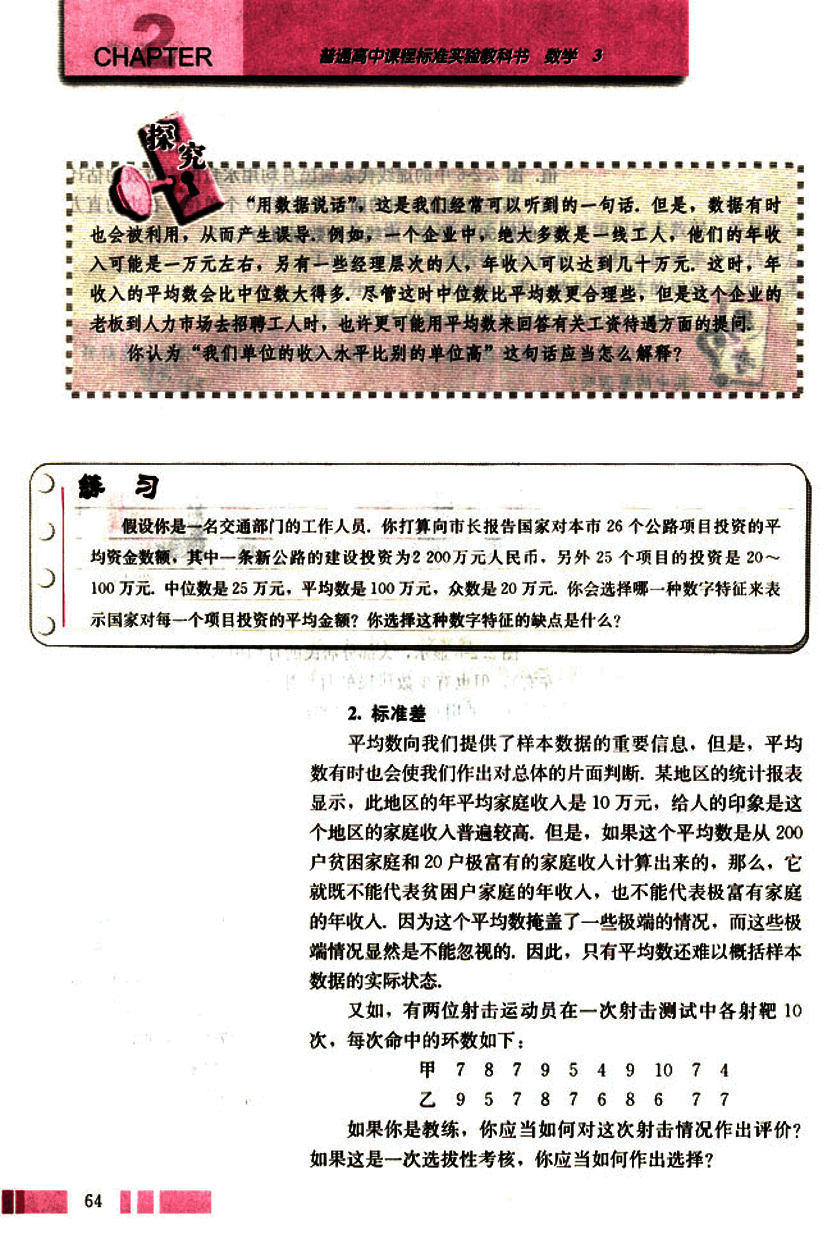 2
CHAPTER
普通高中课程标准实验教科书 数学 3
探究
“用数据说话”，这是我们经常可以听到的一句话．但是，数据有时
也会被利用，从而产生误导．例如，一个企业中，绝大多数是一线工人，他们的年收
入可能是一万元左右，另有一些经理层次的人，年收入可以达到几十万元．这时，年
收入的平均数会比中位数大得多．尽管这时中位数比平均数更合理些，但是这个企业的
老板到人力市场去招聘工人时，也许更可能用平均数来回答有关工资待遇方面的提问．
你认为“我们单位的收入水平比别的单位高”这句话应当怎么解释？
练 习
假设你是一名交通部门的工作人员．你打算向市长报告国家对本市 26 个公路项目投资的平
均资金数额，其中一条新公路的建设投资为2 200万元人民币，另外 25 个项目的投资是 20～
100 万元．中位数是 25 万元，平均数是 100 万元，众数是 20 万元．你会选择哪一种数字特征来表
示国家对每一个项目投资的平均金额？你选择这种数字特征的缺点是什么？
2. 标准差
平均数向我们提供了样本数据的重要信息，但是，平均
数有时也会使我们作出对总体的片面判断．某地区的统计报表
显示，此地区的年平均家庭收入是 10 万元，给人的印象是这
个地区的家庭收入普遍较高．但是，如果这个平均数是从 200
户贫困家庭和 20 户极富有的家庭收入计算出来的，那么，它
就既不能代表贫困户家庭的年收入，也不能代表极富有家庭
的年收入．因为这个平均数掩盖了一些极端的情况，而这些极
端情况显然是不能忽视的．因此，只有平均数还难以概括样本
数据的实际状态．
又如，有两位射击运动员在一次射击测试中各射靶 10
次，每次命中的环数如下：
甲 7 8 7 9 5 4 9 10 7 4
乙 9 5 7 8 7 6 8 6 7 7
如果你是教练，你应当如何对这次射击情况作出评价？
如果这是一次选拔性考核，你应当如何作出选择？
64